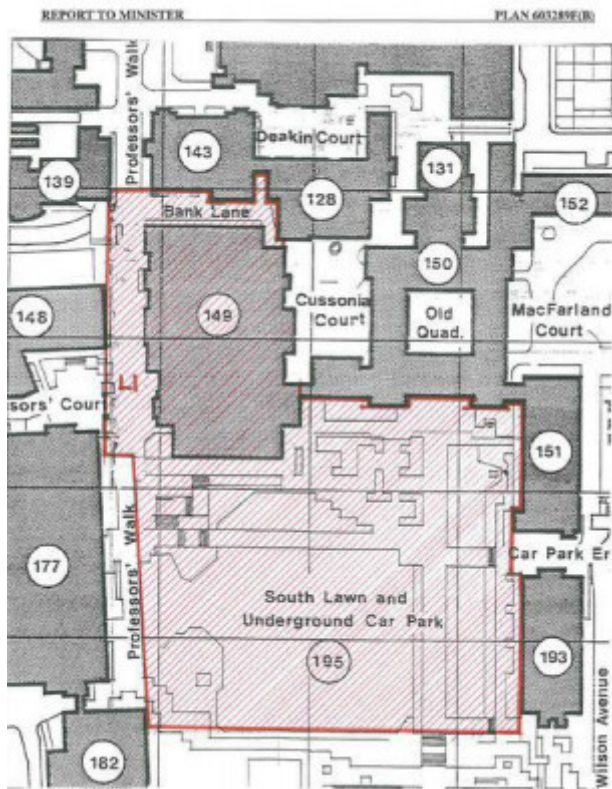 REPORT TO MINISTER
PLAN 603289F(B)
Professors' Walk
Deakin Court
143
131
139
128
152
Bank Lane
150
148
149
Cussonia
Court
Old
Quad.
MacFarland
Court
sors' Court
L
151
177
Professors' Walk
Car Park Er
South Lawn and
Underground Car Park
195
193
Wilson Avenue
182